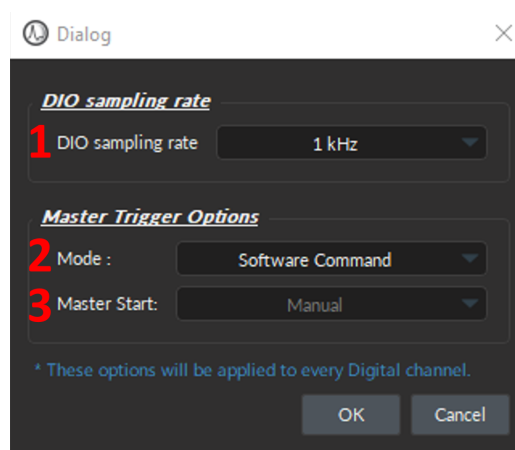 Dialog
DIO sampling rate
1 DIO sampling rate 1 kHz
Master Trigger Options
2 Mode : Software Command
3 Master Start: Manual
* These options will be applied to every Digital channel.
OK Cancel